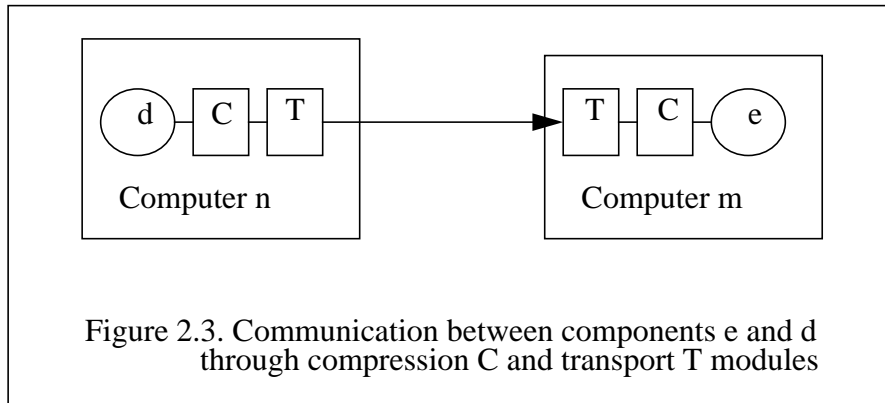 d C T T C e
Computer n Computer m
Figure 2.3. Communication between components e and d
through compression C and transport T modules